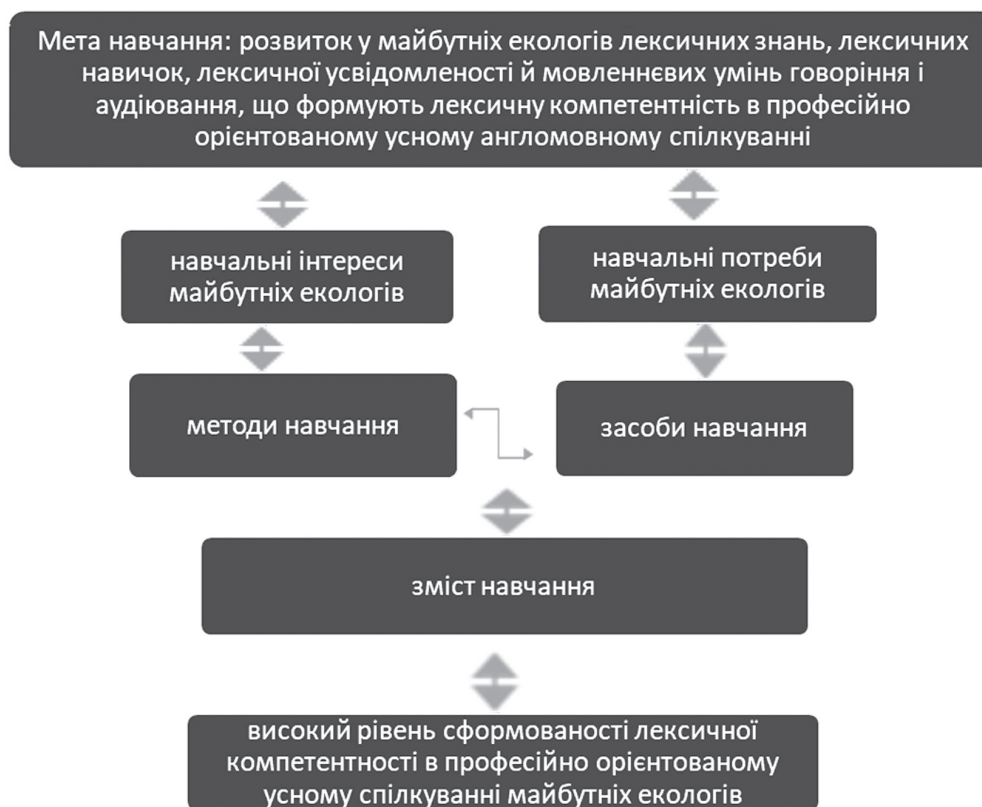 Мета навчання: розвиток у майбутніх екологів лексичних знань, лексичних
навичок, лексичної усвідомленості й мовленнєвих умінь говоріння і
аудіювання, що формують лексичну компетентність в професійно
орієнтованому усному англомовному спілкуванні
навчальні інтереси
майбутніх екологів
навчальні потреби
майбутніх екологів
методи навчання
засоби навчання
зміст навчання
високий рівень сформованості лексичної
компетентності в професійно орієнтованому
усному спілкуванні майбутніх екологів